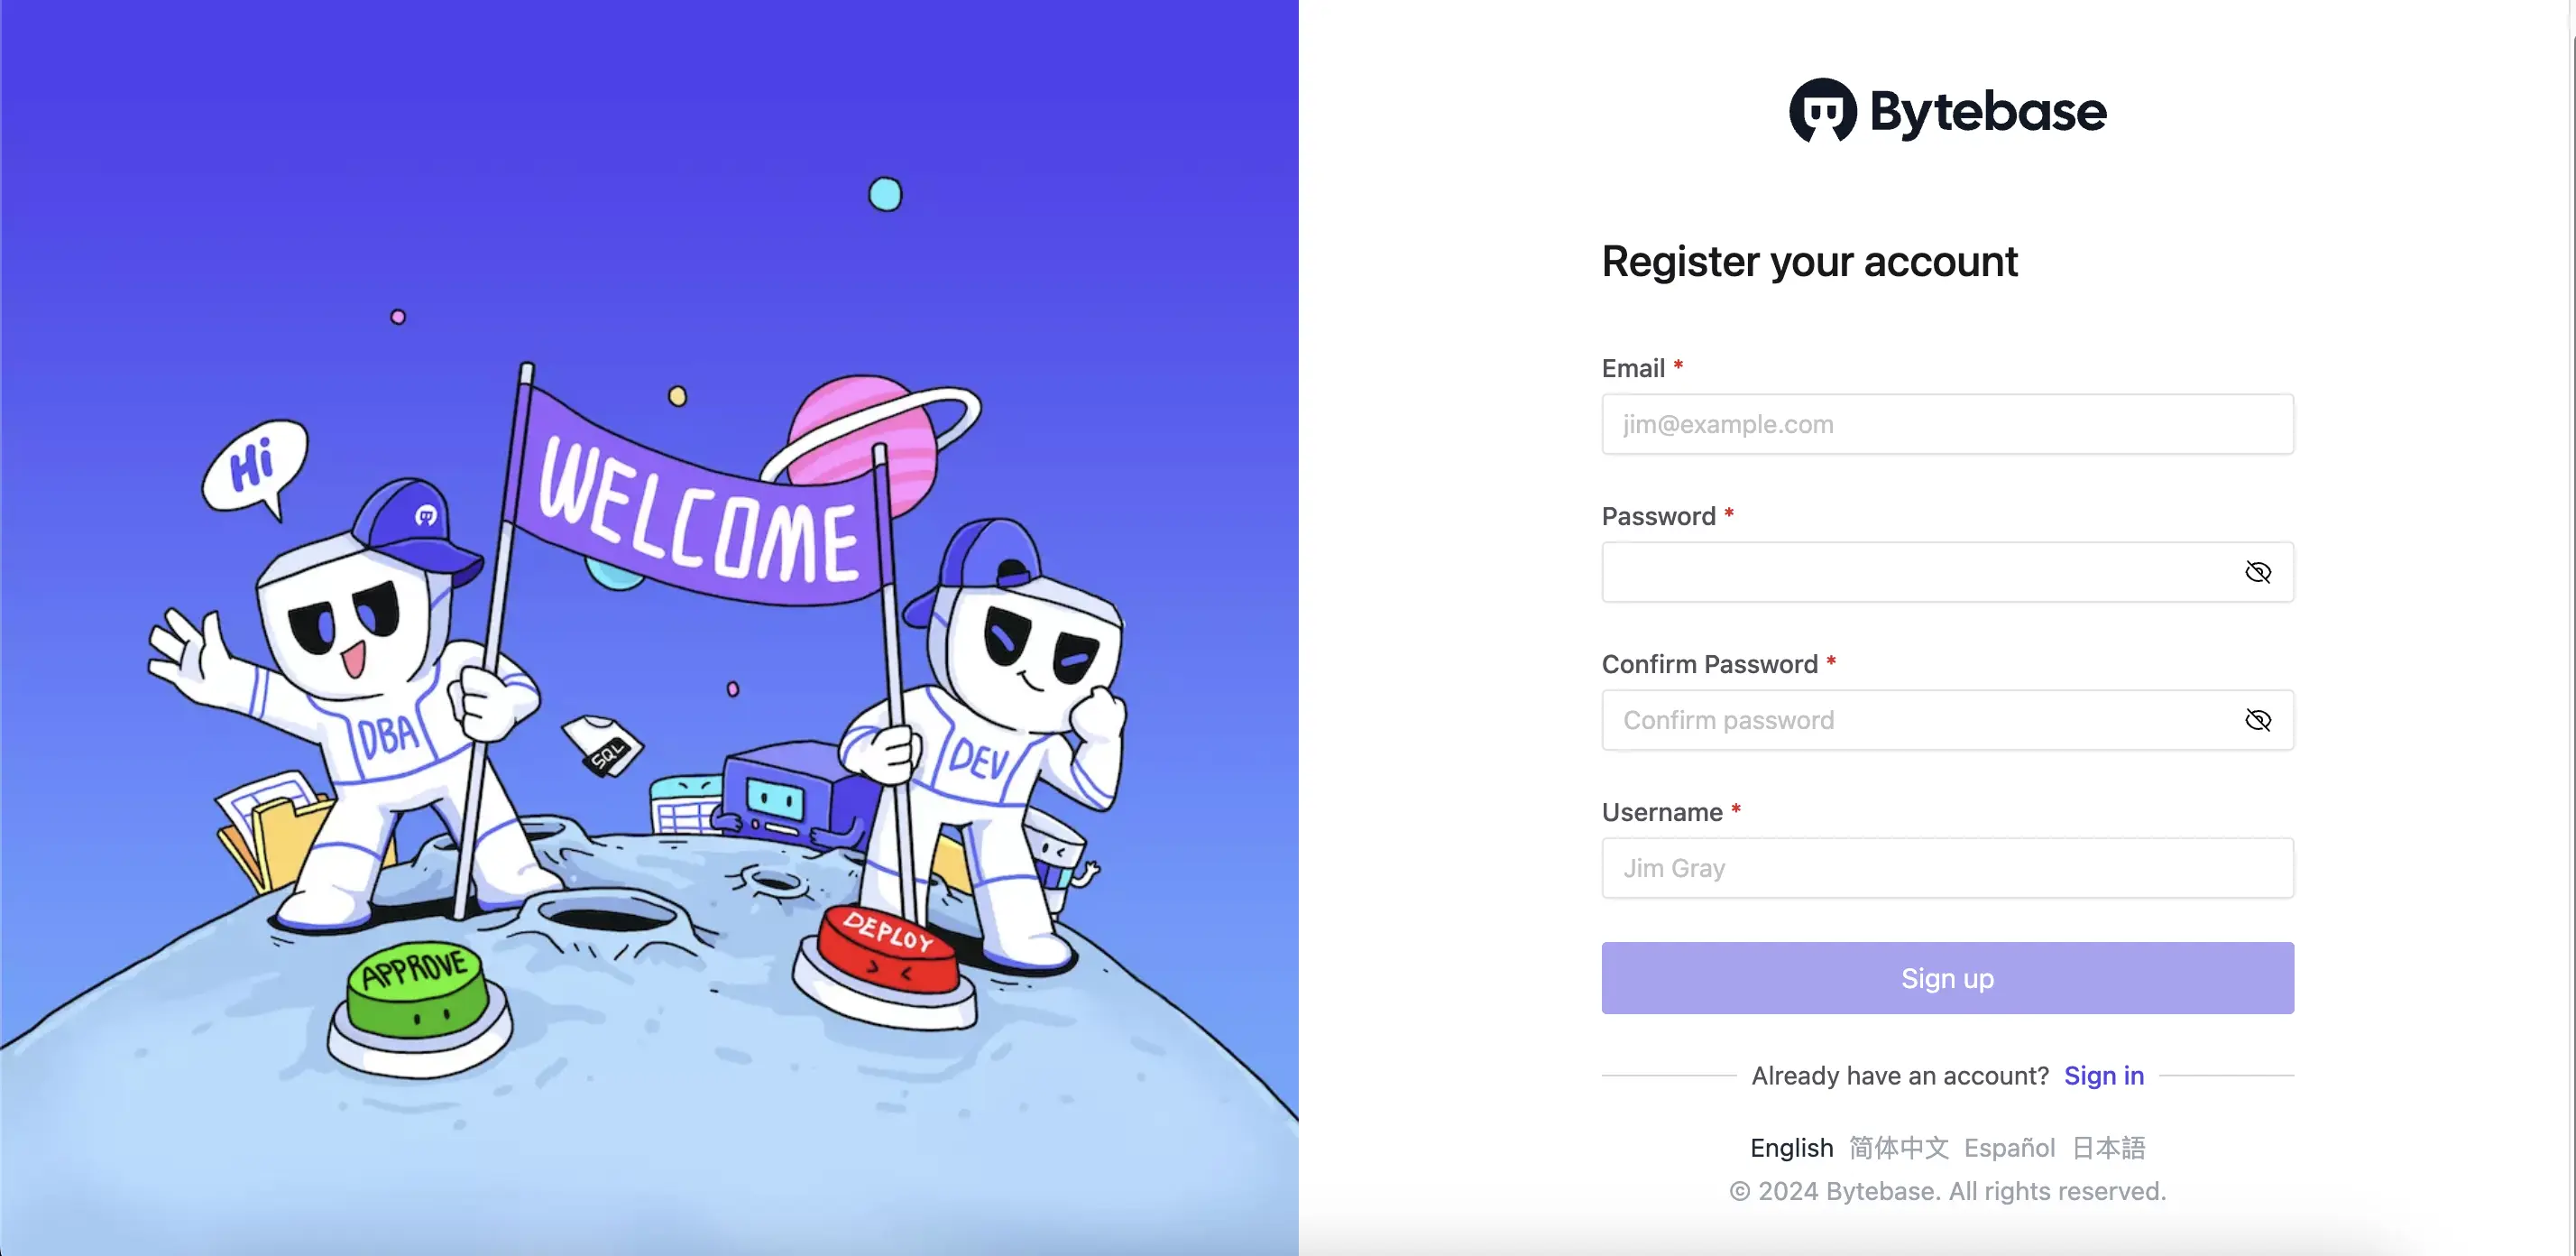 Hi
WELCOME
DBA
SQL
DEV
APPROVE
DEPLOY
Bytebase
Register your account
Email *
jim@example.com
Password *
Confirm Password *
Confirm password
Username *
Jim Gray
Sign up
Already have an account? Sign in
English 简体中文 Español 日本語
© 2024 Bytebase. All rights reserved.